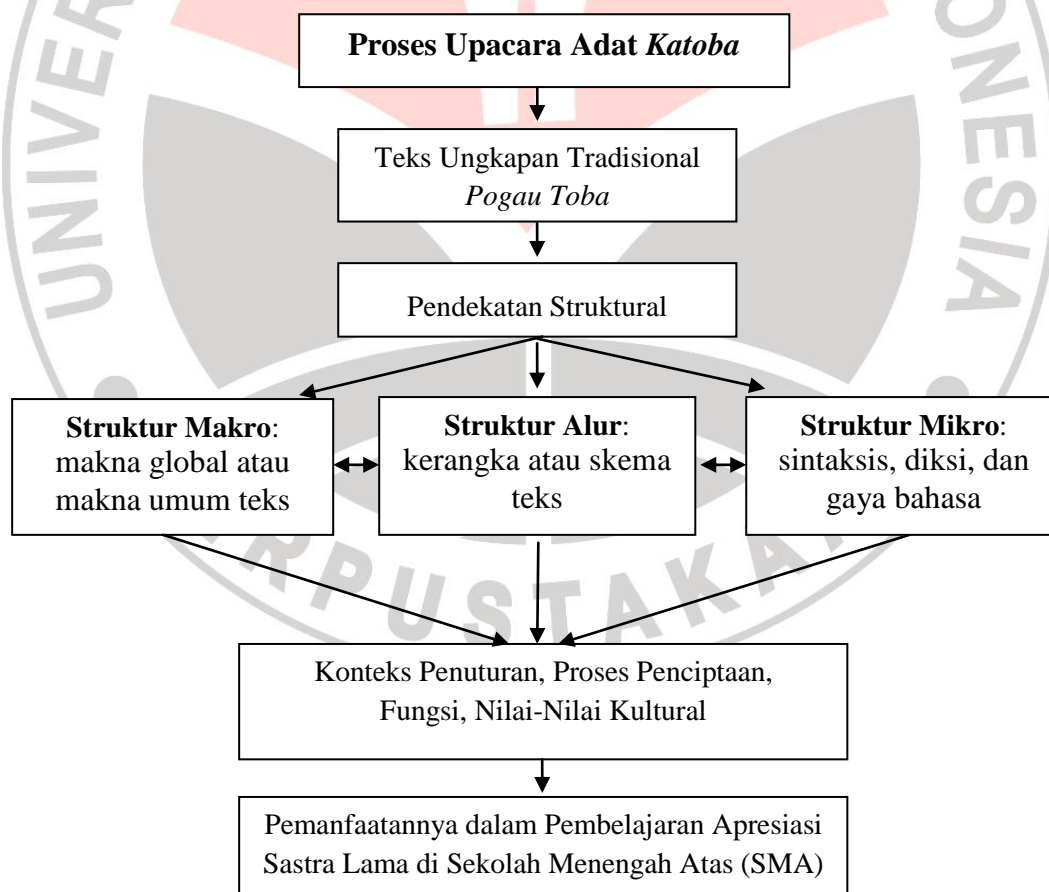 Proses Upacara Adat Katoba
Teks Ungkapan Tradisional
Pogau Toba
Pendekatan Struktural
Struktur Makro:
makna global atau
makna umum teks
Struktur Alur:
kerangka atau skema
teks
Struktur Mikro:
sintaksis, diksi, dan
gaya bahasa
Konteks Penuturan, Proses Penciptaan,
Fungsi, Nilai-Nilai Kultural
Pemanfaatannya dalam Pembelajaran Apresiasi
Sastra Lama di Sekolah Menengah Atas (SMA)